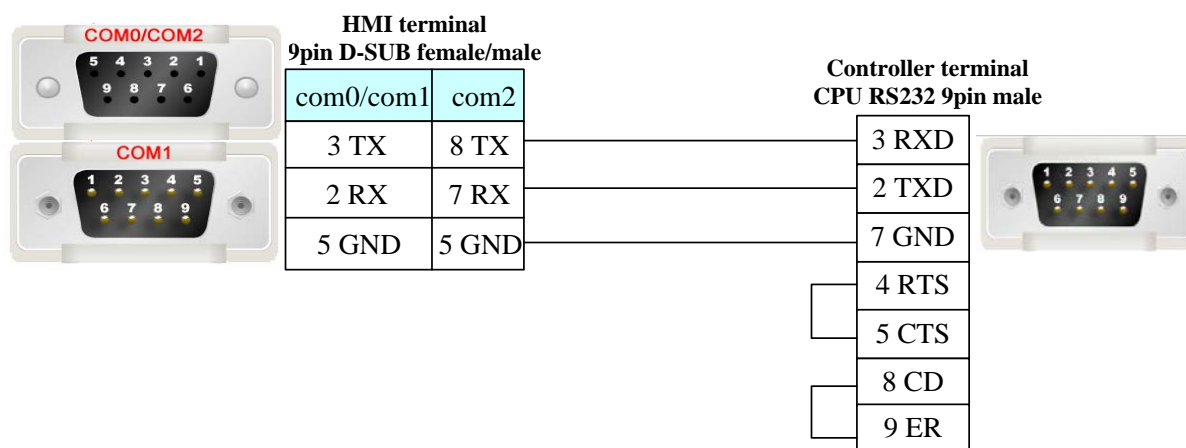 COM0/COM2
5 4 3 2 1
9 8 7 6
COM1
1 2 3 4 5
6 7 8 9
HMI terminal
9pin D-SUB female/male
com0/com1 com2
3 TX 8 TX
2 RX 7 RX
5 GND 5 GND
Controller terminal
CPU RS232 9pin male
3 RXD
2 TXD
7 GND
4 RTS
5 CTS
8 CD
9 ER
1 2 3 4 5
6 7 8 9